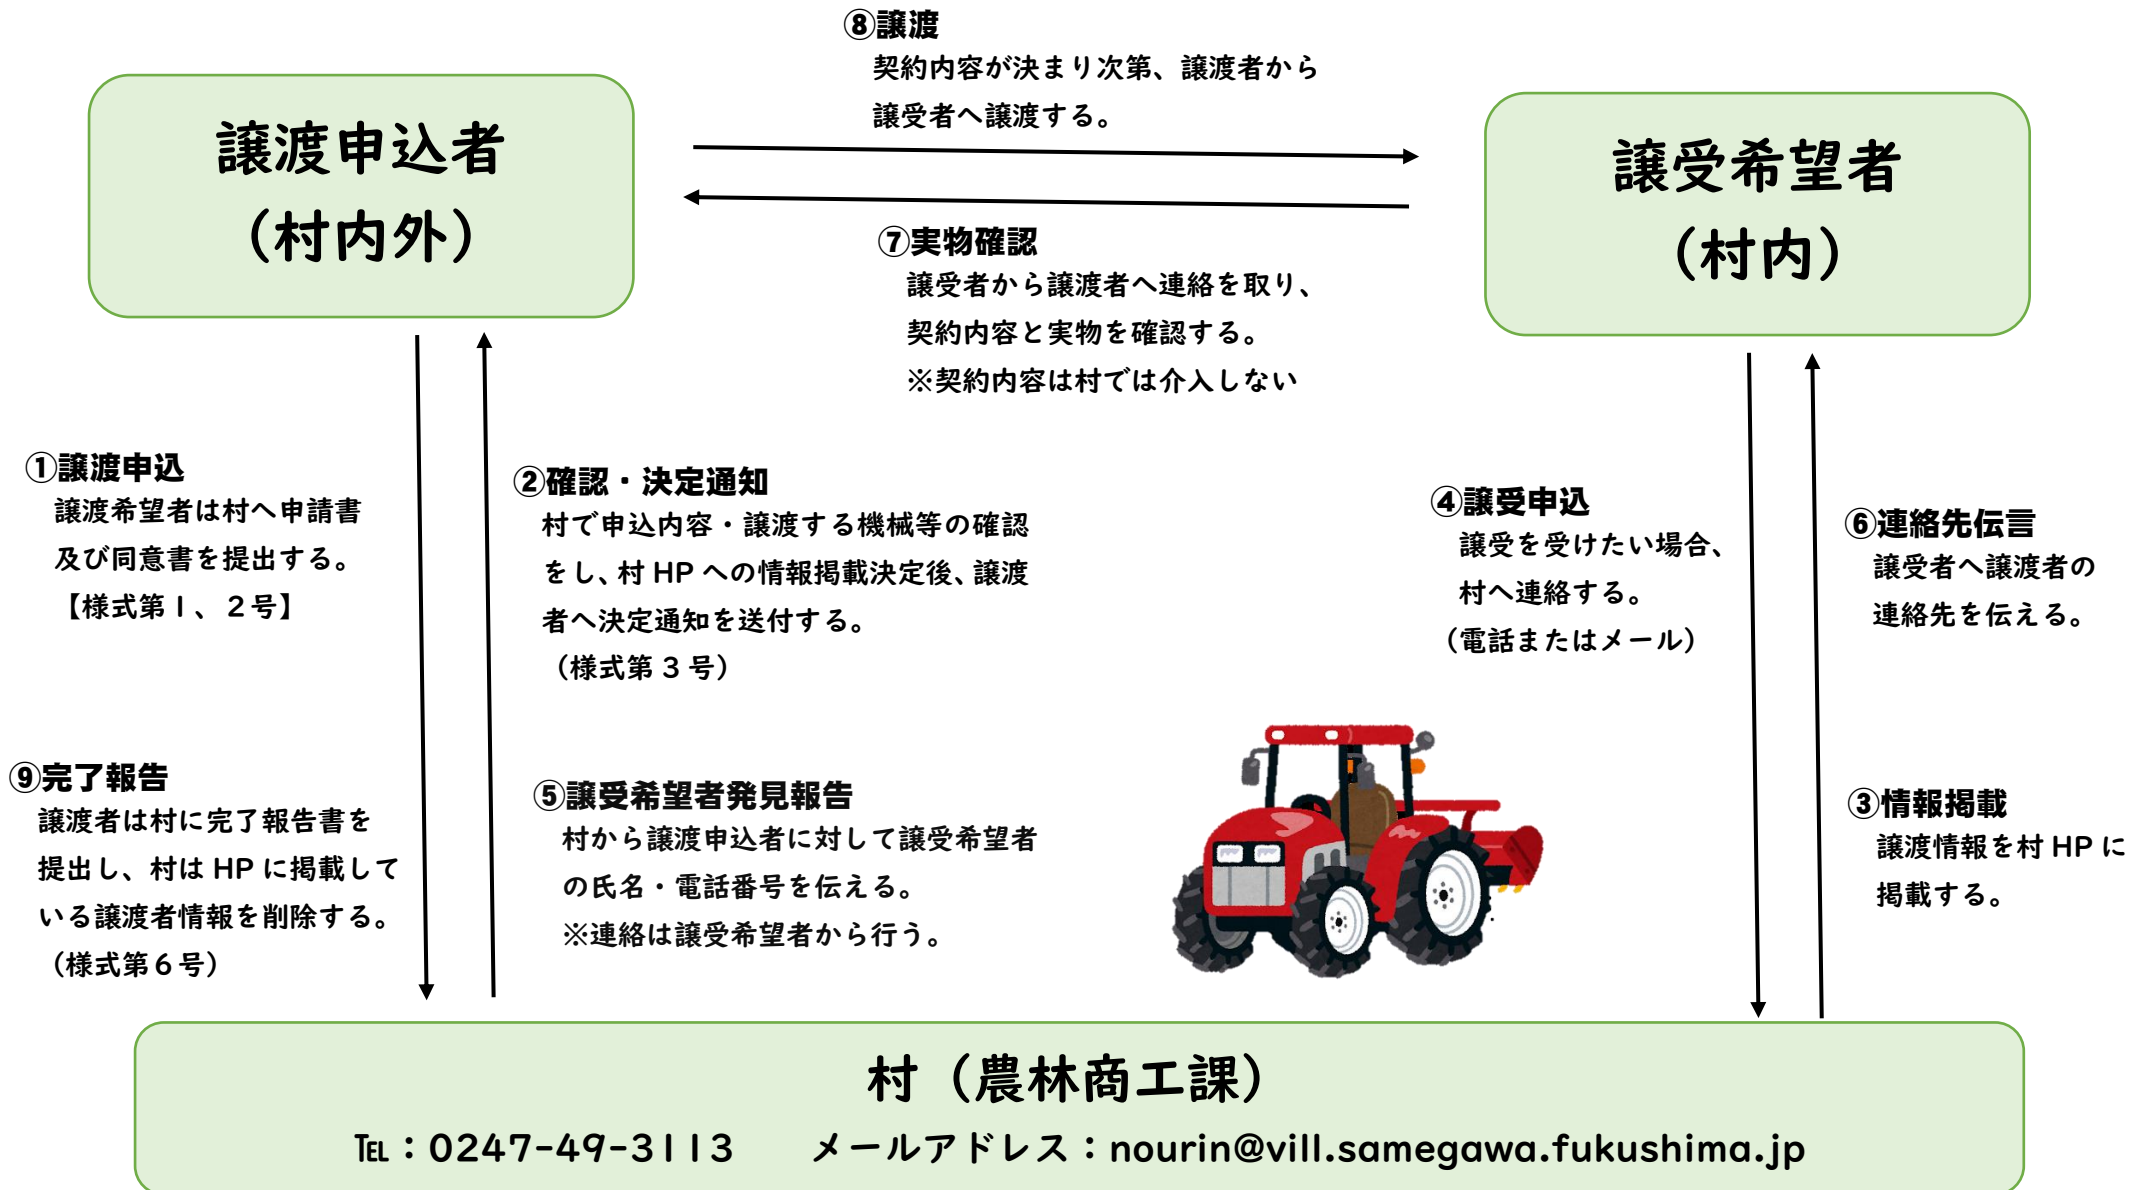 ⑧譲渡
契約内容が決まり次第、譲渡者から
譲受者へ譲渡する。
譲渡申込者
（村内外）
譲受希望者
（村内）
⑦実物確認
譲受者から譲渡者へ連絡を取り、
契約内容と実物を確認する。
※契約内容は村では介入しない
①譲渡申込
譲渡希望者は村へ申請書
及び同意書を提出する。
【様式第１、２号】
②確認・決定通知
村で申込内容・譲渡する機械等の確認
をし、村 HP への情報掲載決定後、譲渡
者へ決定通知を送付する。
（様式第 3 号）
④譲受申込
譲受を受けたい場合、
村へ連絡する。
（電話またはメール）
⑥連絡先伝言
譲受者へ譲渡者の
連絡先を伝える。
⑨完了報告
譲渡者は村に完了報告書を
提出し、村は HP に掲載して
いる譲渡者情報を削除する。
（様式第６号）
⑤譲受希望者発見報告
村から譲渡申込者に対して譲受希望者
の氏名・電話番号を伝える。
※連絡は譲受希望者から行う。
③情報掲載
譲渡情報を村 HP に
掲載する。
村（農林商工課）
℡：0247-49-3113　　メールアドレス：nourin@vill.samegawa.fukushima.jp